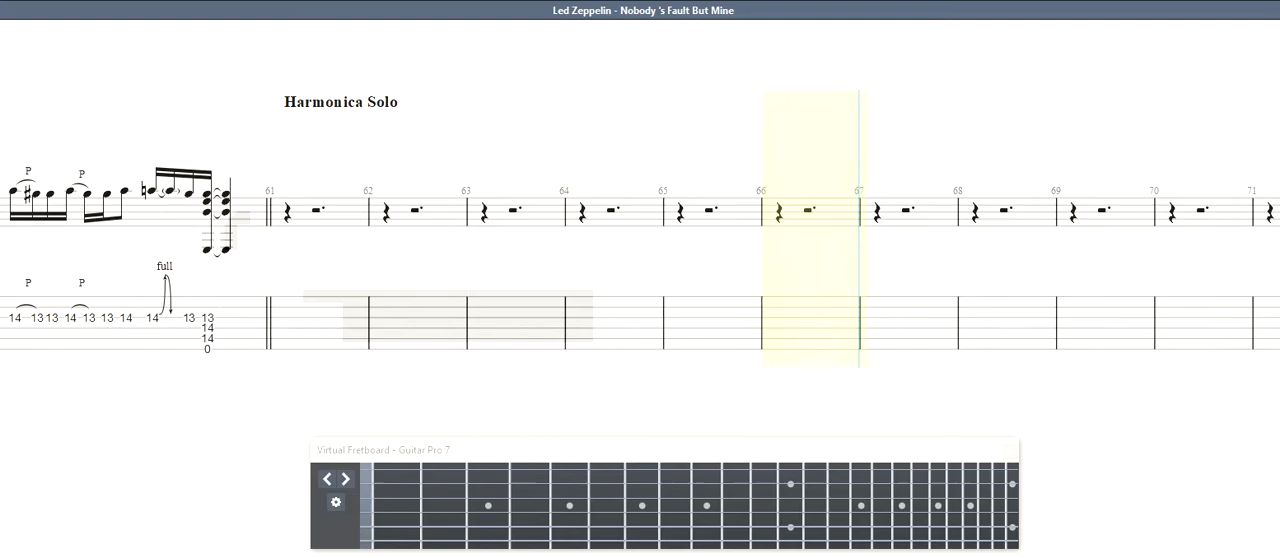 Led Zeppelin - Nobody 's Fault But Mine
Harmonica Solo
P P
61 62 63 64 65 66 67 68 69 70 71
full
P P
14 13 13 14 13 13 14 14 13 13
14
14
0
Virtual Fretboard - Guitar Pro 7